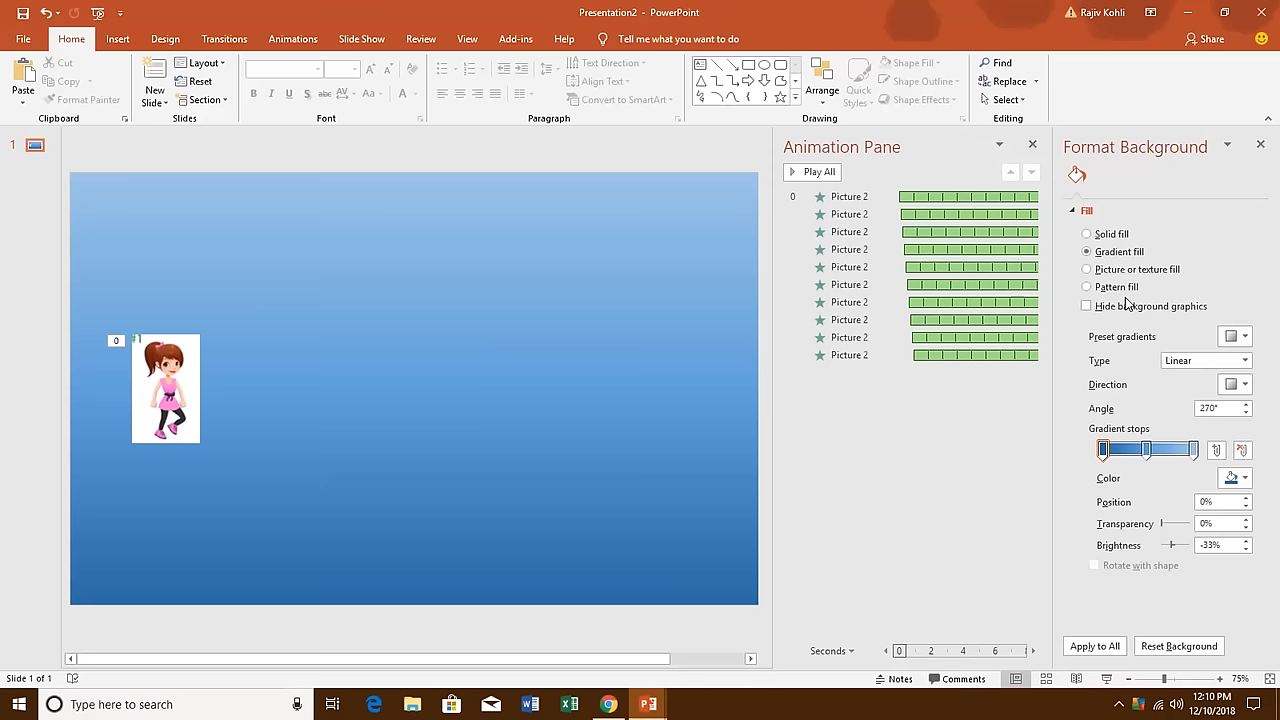 Presentation2 - PowerPoint
Rajiv Kohli
File Home Insert Design Transitions Animations Slide Show Review View Add-ins Help Tell me what you want to do Share
Paste Cut
Copy
Format Painter
Clipboard
New Slide Layout
Reset
Section
Slides
B I U S abc AV Aa A
Font
Paragraph
Text Direction
Align Text
Convert to SmartArt
Arrange
Quick Styles
Shape Fill
Shape Outline
Shape Effects
Drawing
Find
Replace
Select
Editing
1
0
#1
Animation Pane
Play All
0 Picture 2
Picture 2
Picture 2
Picture 2
Picture 2
Picture 2
Picture 2
Picture 2
Picture 2
Picture 2
Seconds 0 2 4 6
Format Background
Fill
Solid fill
Gradient fill
Picture or texture fill
Pattern fill
Hide background graphics
Preset gradients
Type Linear
Direction
Angle 270°
Gradient stops
Color
Position 0%
Transparency 0%
Brightness -33%
Rotate with shape
Apply to All Reset Background
Slide 1 of 1 Notes Comments 75%
Type here to search
12:10 PM
12/10/2018